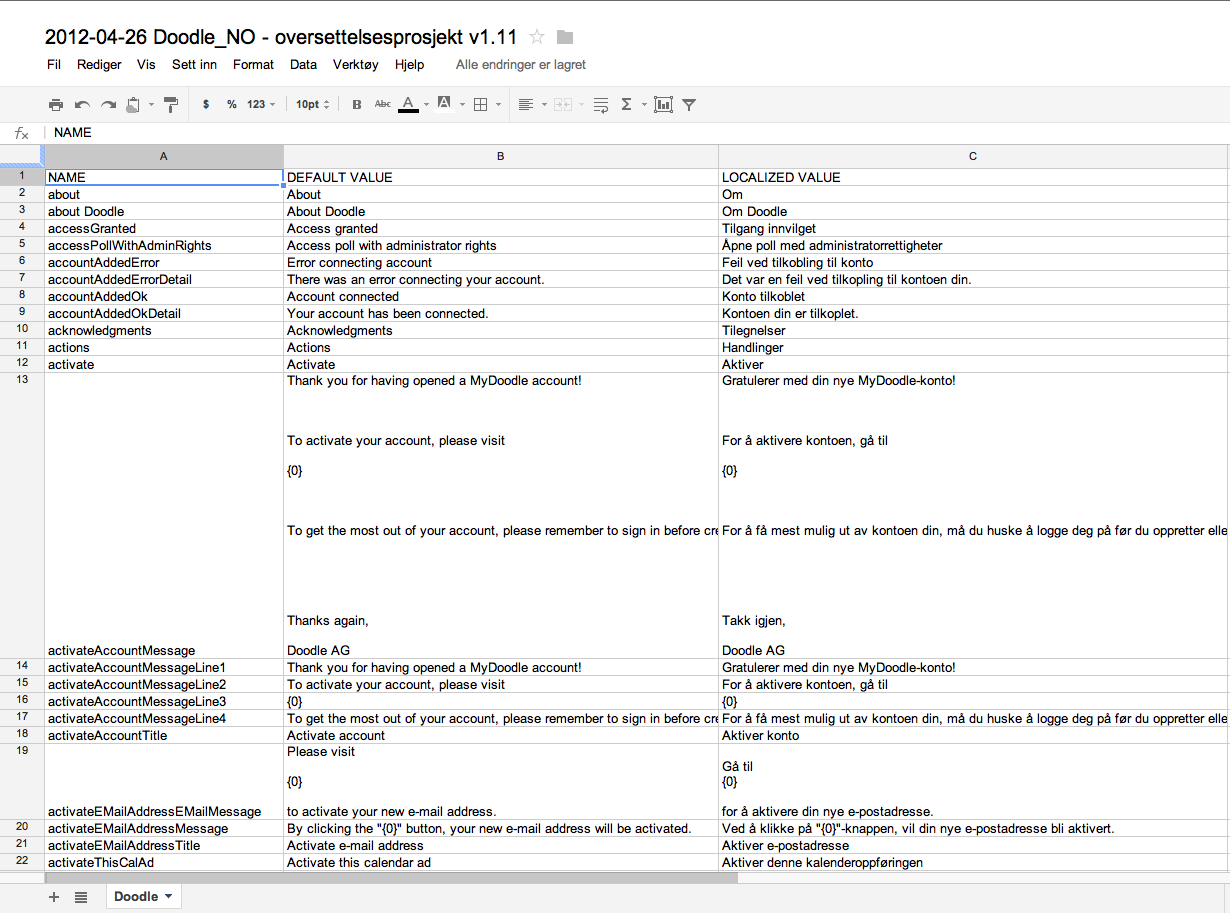 2012-04-26 Doodle_NO - oversettelsesprosjekt v1.11
Fil Rediger Vis Sett inn Format Data Verktøy Hjelp Alle endringer er lagret
$ % 123 10pt B Abc A A Σ
fx NAME
A B C
1 NAME DEFAULT VALUE LOCALIZED VALUE
2 about About Om
3 about Doodle About Doodle Om Doodle
4 accessGranted Access granted Tilgang innvilget
5 accessPollWithAdminRights Access poll with administrator rights Åpne poll med administratorrettigheter
6 accountAddedError Error connecting account Feil ved tilkobling til konto
7 accountAddedErrorDetail There was an error connecting your account. Det var en feil ved tilkopling til kontoen din.
8 accountAddedOk Account connected Konto tilkoblet
9 accountAddedOkDetail Your account has been connected. Kontoen din er tilkoplet.
10 acknowledgments Acknowledgments Tilegnelser
11 actions Actions Handlinger
12 activate Activate Aktiver
13 Thank you for having opened a MyDoodle account! Gratulerer med din nye MyDoodle-konto!
To activate your account, please visit For å aktivere kontoen, gå til
{0} {0}
To get the most out of your account, please remember to sign in before cre For å få mest mulig ut av kontoen din, må du huske å logge deg på før du oppretter elle
Thanks again, Takk igjen,
activateAccountMessage Doodle AG Doodle AG
14 activateAccountMessageLine1 Thank you for having opened a MyDoodle account! Gratulerer med din nye MyDoodle-konto!
15 activateAccountMessageLine2 To activate your account, please visit For å aktivere kontoen, gå til
16 activateAccountMessageLine3 {0} {0}
17 activateAccountMessageLine4 To get the most out of your account, please remember to sign in before cre For å få mest mulig ut av kontoen din, må du huske å logge deg på før du oppretter elle
18 activateAccountTitle Activate account Aktiver konto
19 Please visit
Gå til
{0} {0}
activateEMailAddressEMailMessage to activate your new e-mail address. for å aktivere din nye e-postadresse.
20 activateEMailAddressMessage By clicking the "{0}" button, your new e-mail address will be activated. Ved å klikke på "{0}"-knappen, vil din nye e-postadresse bli aktivert.
21 activateEMailAddressTitle Activate e-mail address Aktiver e-postadresse
22 activateThisCalAd Activate this calendar ad Aktiver denne kalenderoppføringen
+ Doodle